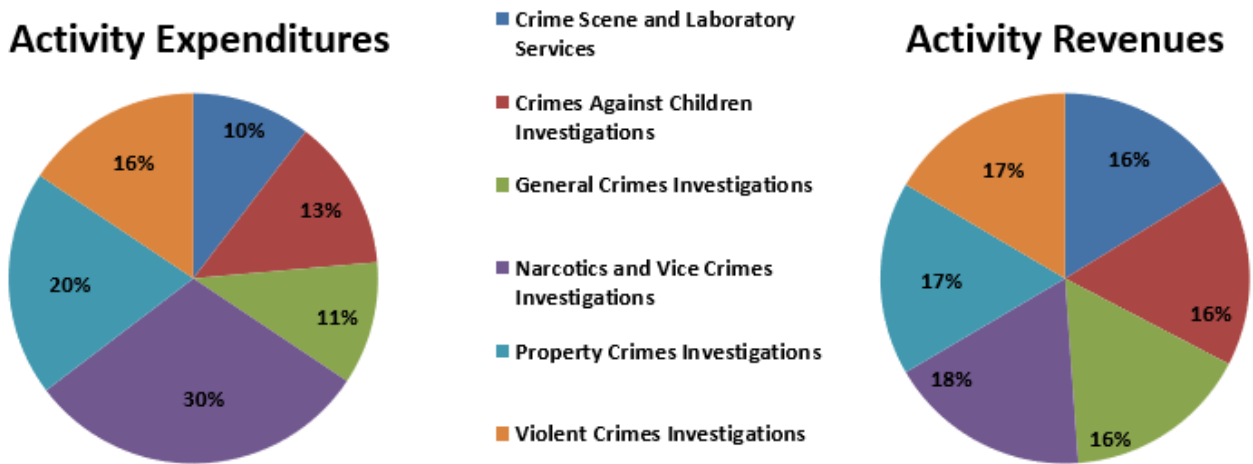 Activity Expenditures
10%
13%
11%
30%
20%
16%
Crime Scene and Laboratory
Services
Crimes Against Children
Investigations
General Crimes Investigations
Narcotics and Vice Crimes
Investigations
Property Crimes Investigations
Violent Crimes Investigations
Activity Revenues
16%
16%
16%
18%
17%
17%